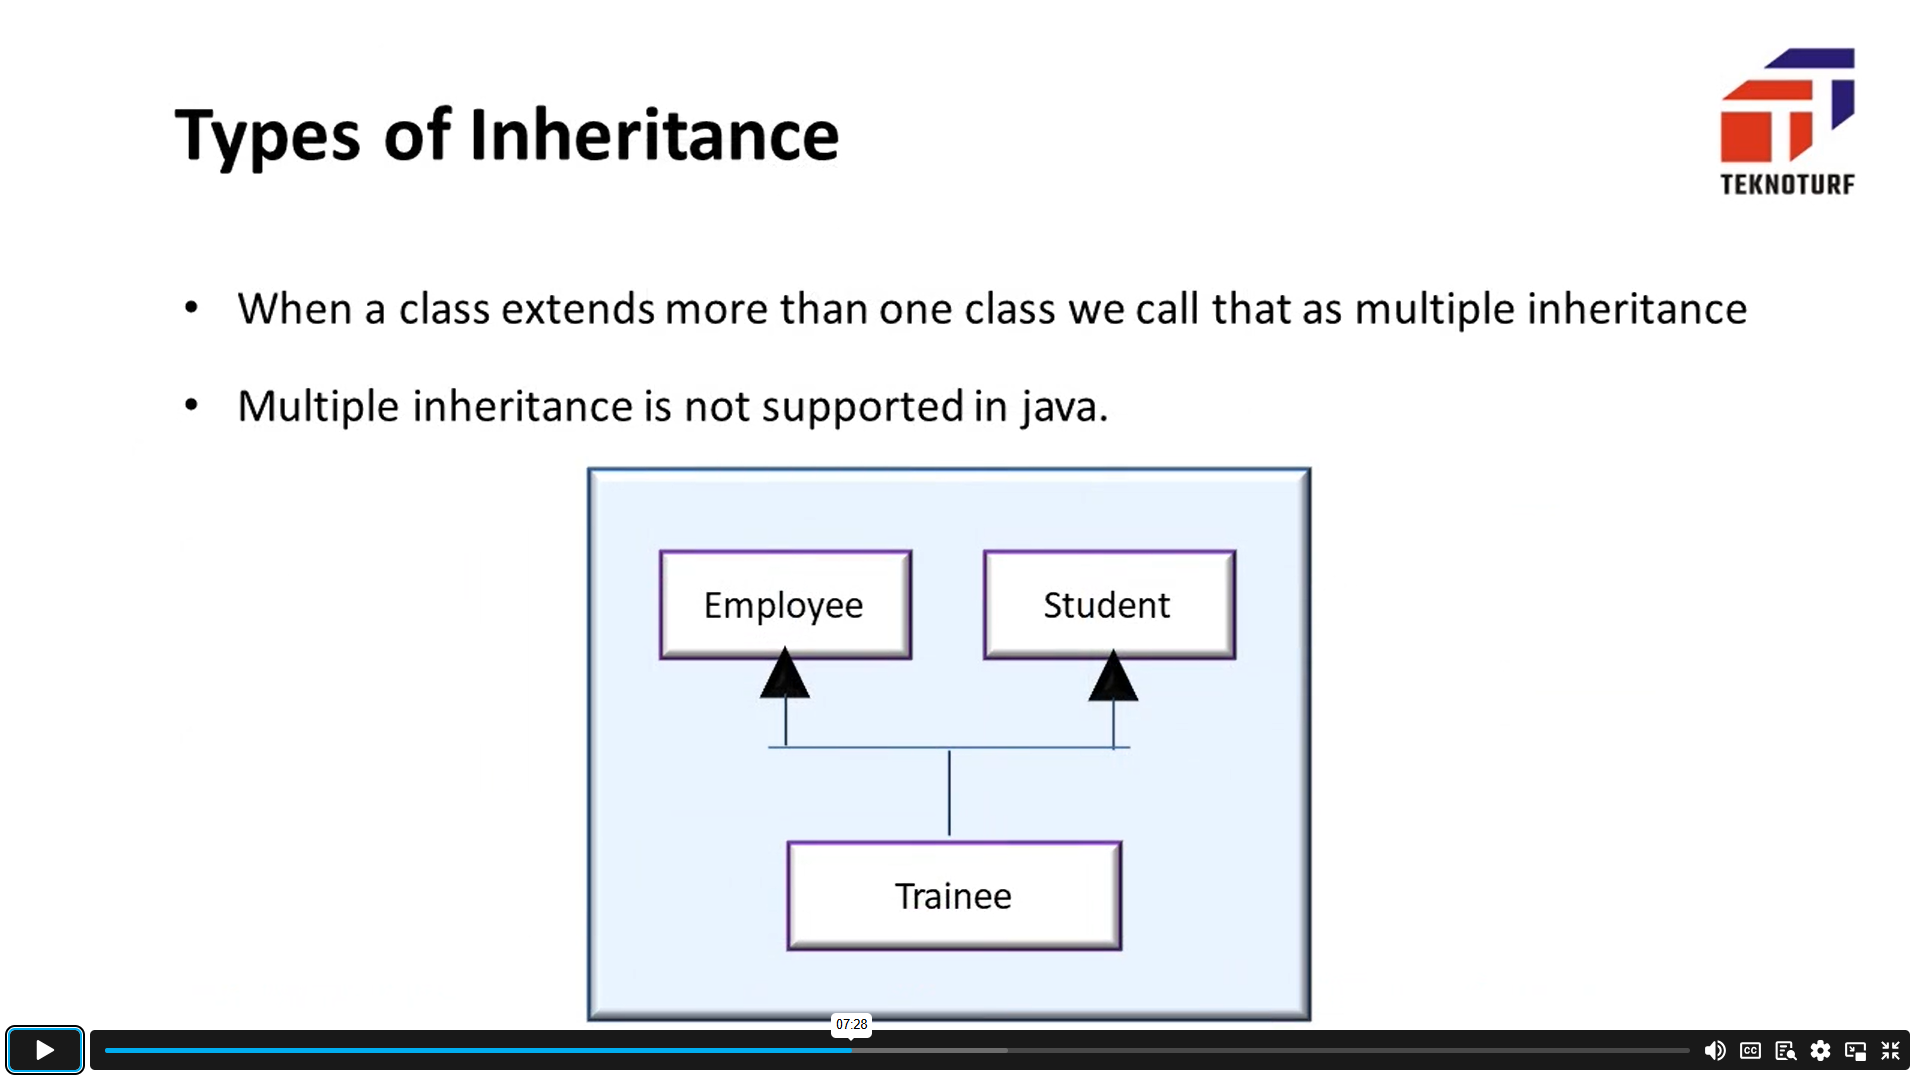 Types of Inheritance
TEKNOTURF
• When a class extends more than one class we call that as multiple inheritance
• Multiple inheritance is not supported in java.
Employee
Student
Trainee
07:28
CC